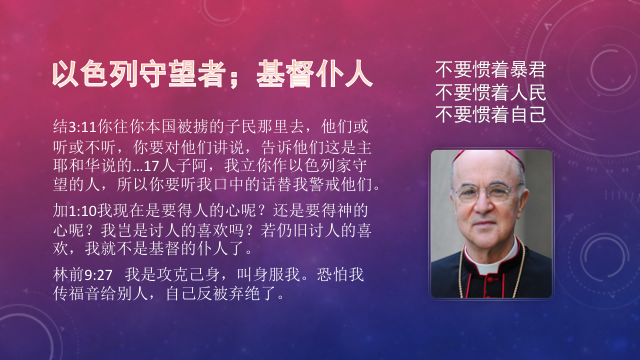 以色列守望者；基督仆人
结3:11你往你本国被掳的子民那里去，他们或
听或不听，你要对他们讲说，告诉他们这是主
耶和华说的…17人子阿，我立你作以色列家守
望的人，所以你要听我口中的话替我警戒他们。
加1:10我现在是要得人的心呢？还是要得神的
心呢？我岂是讨人的喜欢吗？若仍旧讨人的喜
欢，我就不是基督的仆人了。
林前9:27 我是攻克己身，叫身服我。恐怕我
传福音给别人，自己反被弃绝了。
不要惯着暴君
不要惯着人民
不要惯着自己